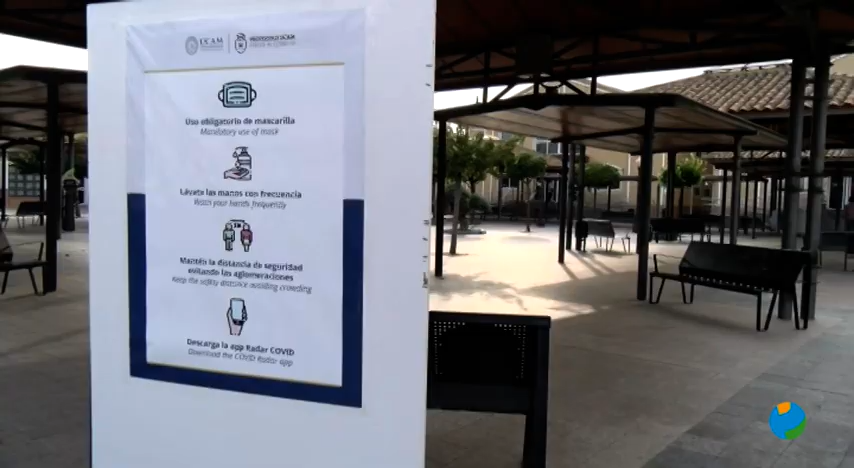 UCAM
Uso obligatorio de mascarilla
Mandatory use of mask
Lávate las manos con frecuencia
Wash your hands frequently
Mantén la distancia de seguridad
evitando las aglomeraciones
Keep the safety distance avoiding crowding
Descarga la app Radar COVID
Download the COVID Radar app